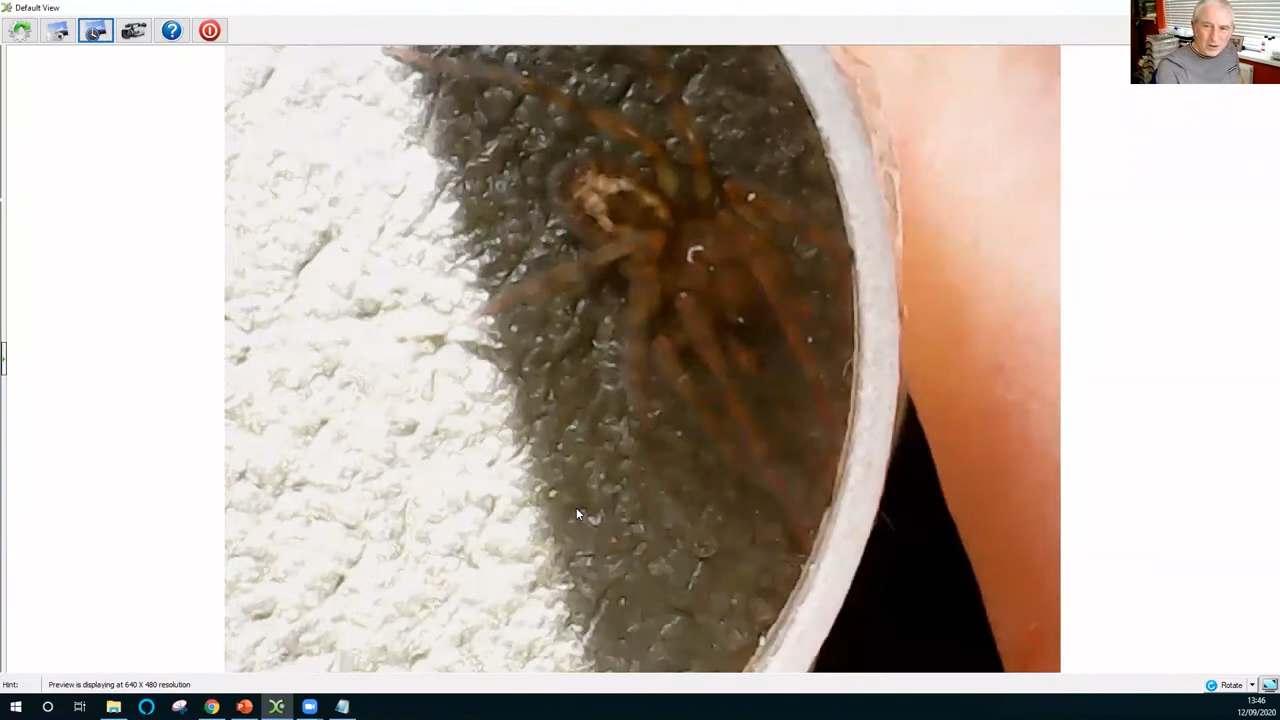 Default View
Hint:
Preview is displaying at 640 X 480 resolution
Rotate
13:46
12/09/2020